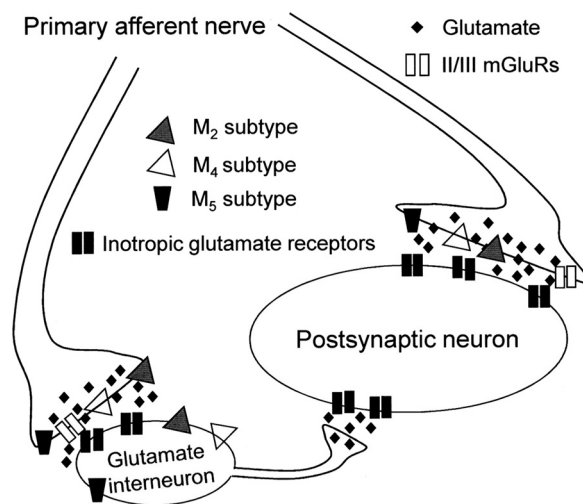 Primary afferent nerve
Glutamate
II/III mGluRs
M2 subtype
M4 subtype
M5 subtype
Inotropic glutamate receptors
Postsynaptic neuron
Glutamate
interneuron